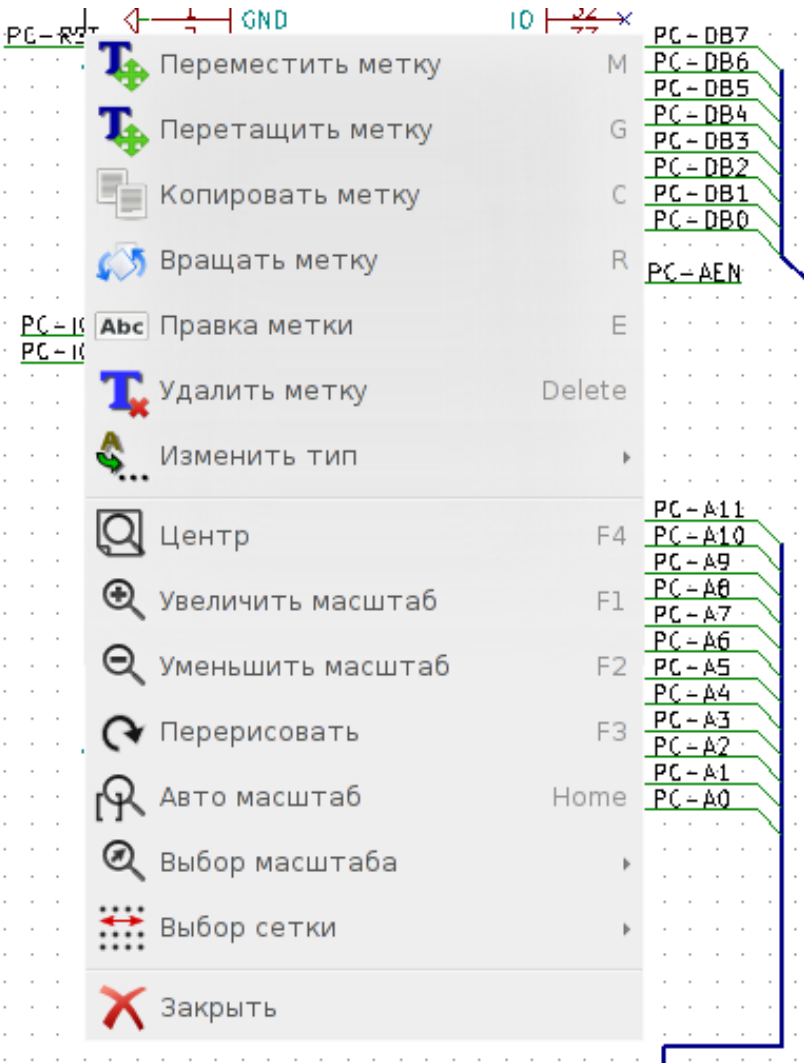 GND
IO
PC-RST
PC-DB7
Переместить метку M
PC-DB6
PC-DB5
PC-DB4
Перетащить метку G
PC-DB3
PC-DB2
Копировать метку C
PC-DB1
PC-DB0
Вращать метку R
PC-AEN
Abc Правка метки E
Удалить метку Delete
Изменить тип
PC-A11
Центр F4
PC-A10
PC-A9
PC-A8
Увеличить масштаб F1
PC-A7
PC-A6
Уменьшить масштаб F2
PC-A5
PC-A4
PC-A3
Перерисовать F3
PC-A2
PC-A1
Авто масштаб Home
PC-A0
Выбор масштаба
Выбор сетки
Закрыть